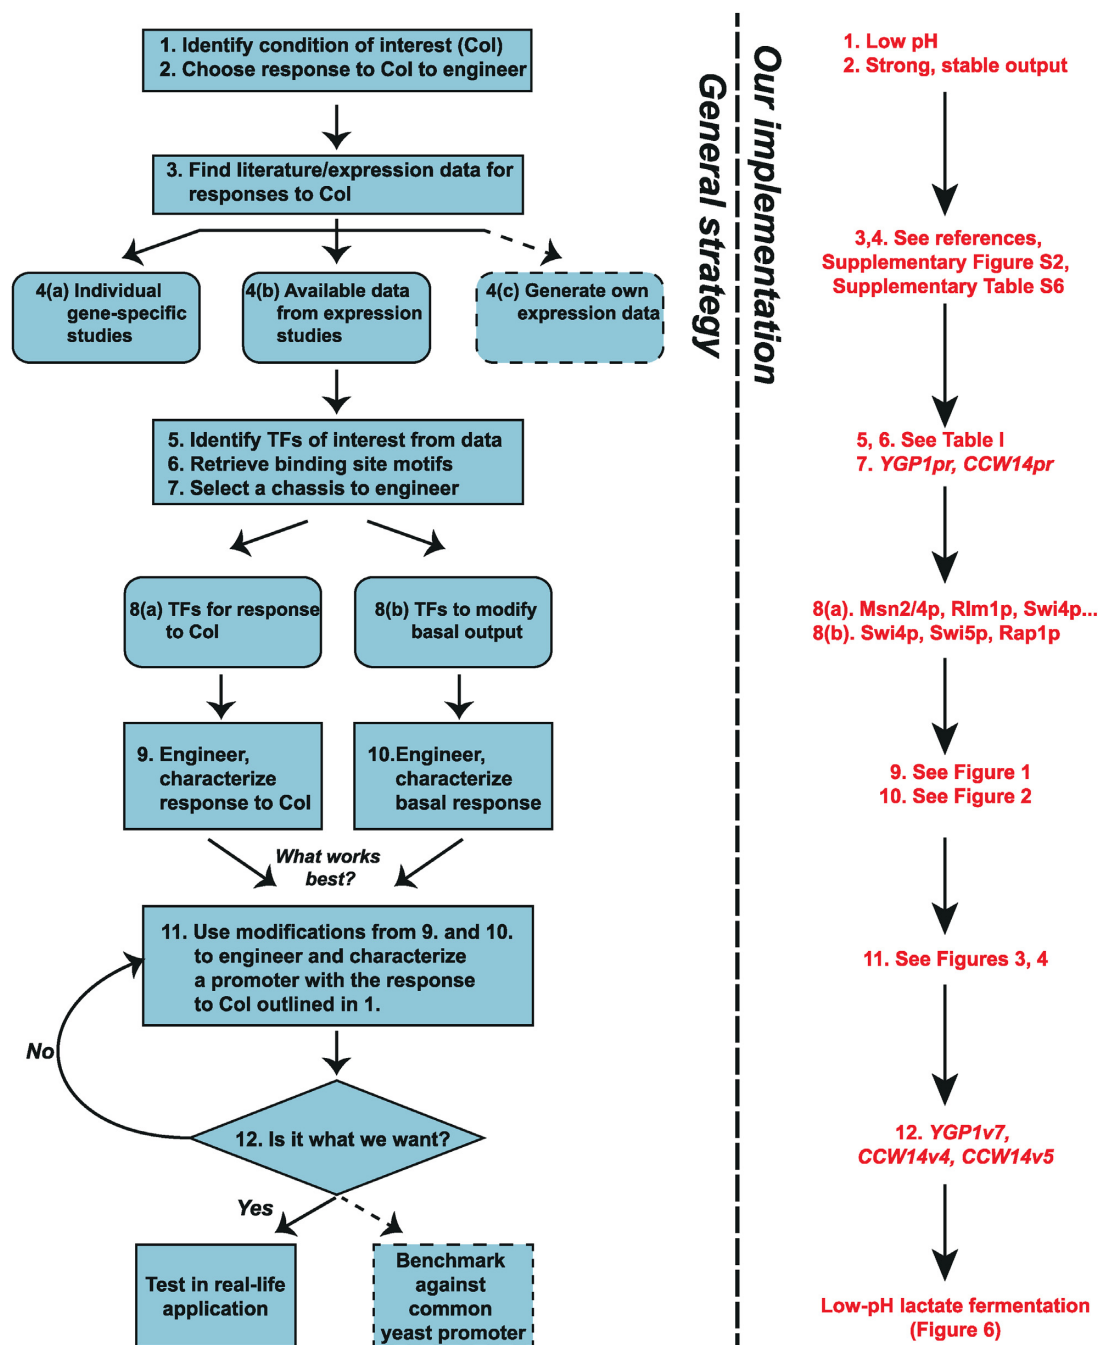 1. Identify condition of interest (CoI)
2. Choose response to CoI to engineer
3. Find literature/expression data for
responses to CoI
4(a) Individual
gene-specific
studies
4(b) Available data
from expression
studies
4(c) Generate own
expression data
5. Identify TFs of interest from data
6. Retrieve binding site motifs
7. Select a chassis to engineer
8(a) TFs for response
to CoI
8(b) TFs to modify
basal output
9. Engineer,
characterize
response to CoI
10.Engineer,
characterize
basal response
What works
best?
11. Use modifications from 9. and 10.
to engineer and characterize
a promoter with the response
to CoI outlined in 1.
No
12. Is it what we want?
Yes
Test in real-life
application
Benchmark
against
common
yeast promoter
General strategy
Our implementation
1. Low pH
2. Strong, stable output
3,4. See references,
Supplementary Figure S2,
Supplementary Table S6
5, 6. See Table I
7. YGP1pr, CCW14pr
8(a). Msn2/4p, Rlm1p, Swi4p...
8(b). Swi4p, Swi5p, Rap1p
9. See Figure 1
10. See Figure 2
11. See Figures 3, 4
12. YGP1v7,
CCW14v4, CCW14v5
Low-pH lactate fermentation
(Figure 6)